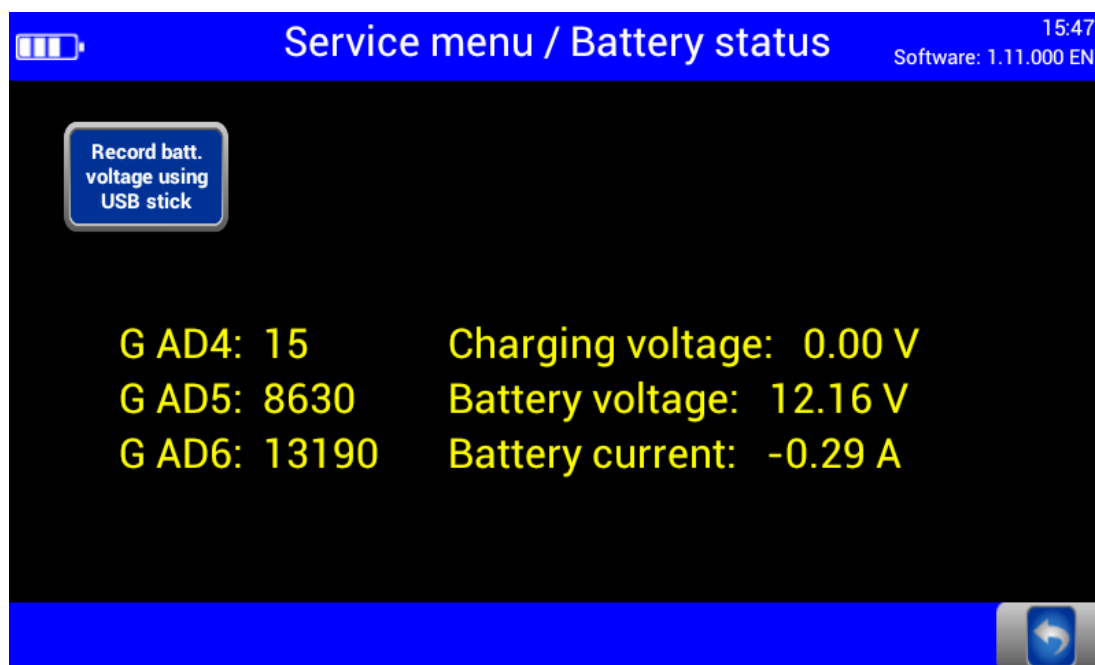 Service menu / Battery status
15:47
Software: 1.11.000 EN
Record batt.
voltage using
USB stick
G AD4: 15 Charging voltage: 0.00 V
G AD5: 8630 Battery voltage: 12.16 V
G AD6: 13190 Battery current: -0.29 A